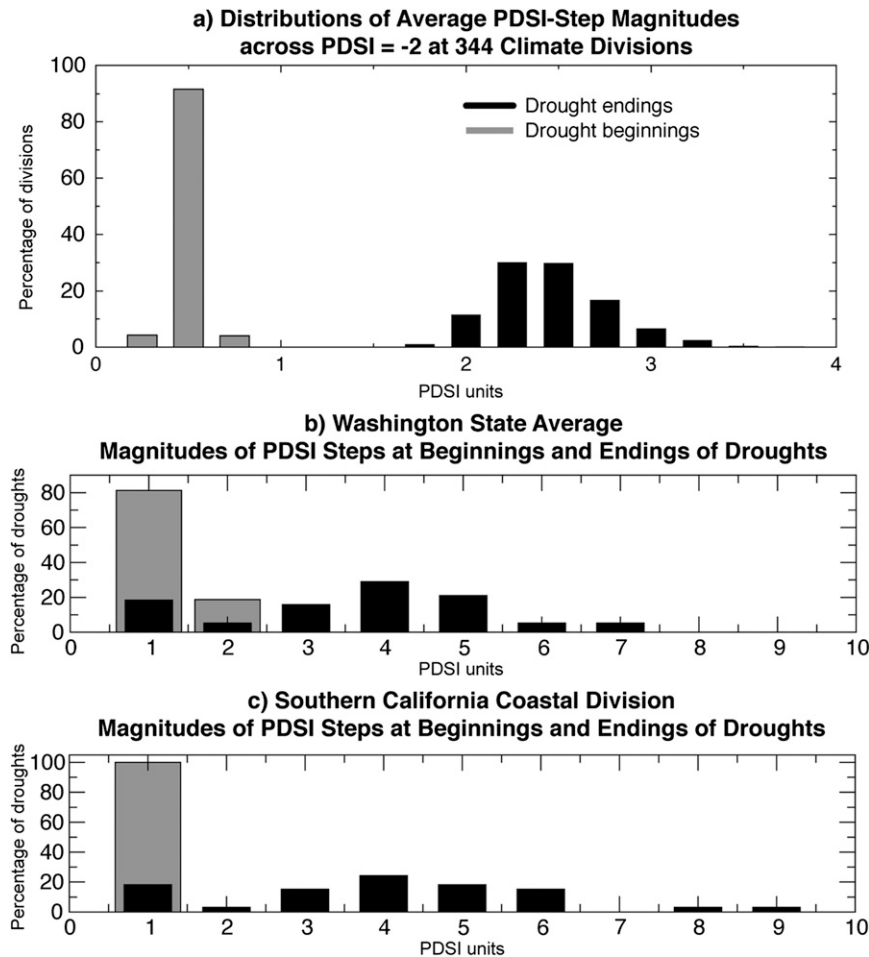 a) Distributions of Average PDSI-Step Magnitudes
across PDSI = -2 at 344 Climate Divisions
Percentage of divisions
100
80
60
40
20
0
Drought endings
Drought beginnings
0 1 2 3 4
PDSI units
b) Washington State Average
Magnitudes of PDSI Steps at Beginnings and Endings of Droughts
Percentage of droughts
80
60
40
20
0
0 1 2 3 4 5 6 7 8 9 10
PDSI units
c) Southern California Coastal Division
Magnitudes of PDSI Steps at Beginnings and Endings of Droughts
Percentage of droughts
100
80
60
40
20
0
0 1 2 3 4 5 6 7 8 9 10
PDSI units